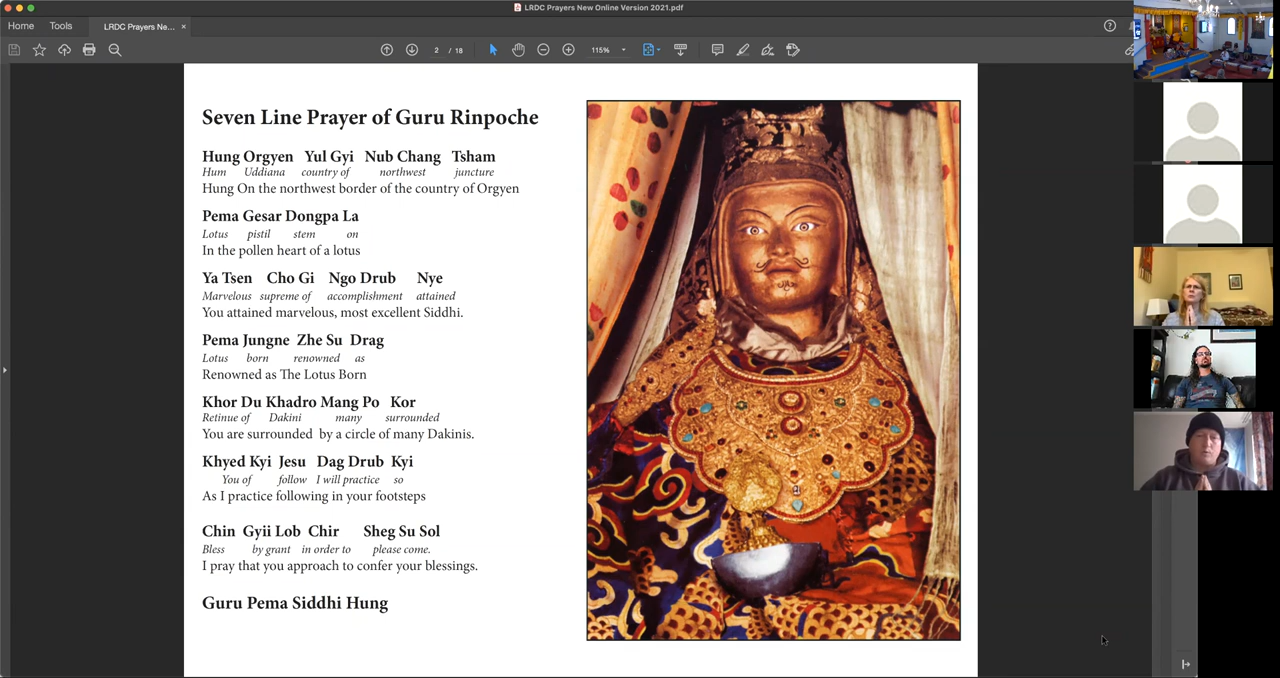 LRDC Prayers New Online Version 2021.pdf
Home Tools LRDC Prayers Ne... ×
2 / 18 115%
Seven Line Prayer of Guru Rinpoche
Hung Orgyen Yul Gyi Nub Chang Tsham
Hum Uddiana country of northwest juncture
Hung On the northwest border of the country of Orgyen
Pema Gesar Dongpa La
Lotus pistil stem on
In the pollen heart of a lotus
Ya Tsen Cho Gi Ngo Drub Nye
Marvelous supreme of accomplishment attained
You attained marvelous, most excellent Siddhi.
Pema Jungne Zhe Su Drag
Lotus born renowned as
Renowned as The Lotus Born
Khor Du Khadro Mang Po Kor
Retinue of Dakini many surrounded
You are surrounded by a circle of many Dakinis.
Khyed Kyi Jesu Dag Drub Kyi
You of follow I will practice so
As I practice following in your footsteps
Chin Gyii Lob Chir Sheg Su Sol
Bless by grant in order to please come.
I pray that you approach to confer your blessings.
Guru Pema Siddhi Hung